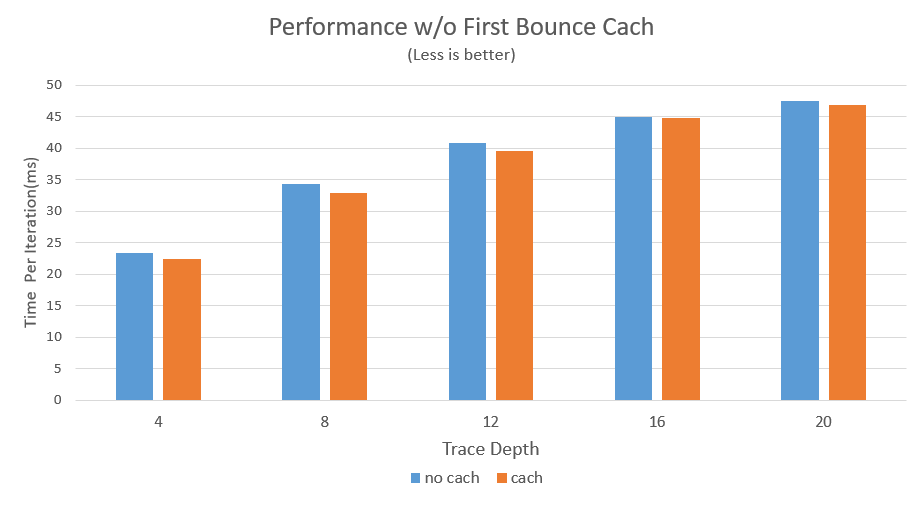 Performance w/o First Bounce Cach
(Less is better)
Time Per Iteration(ms)
50
45
40
35
30
25
20
15
10
5
0
4 8 12 16 20
Trace Depth
no cach cach